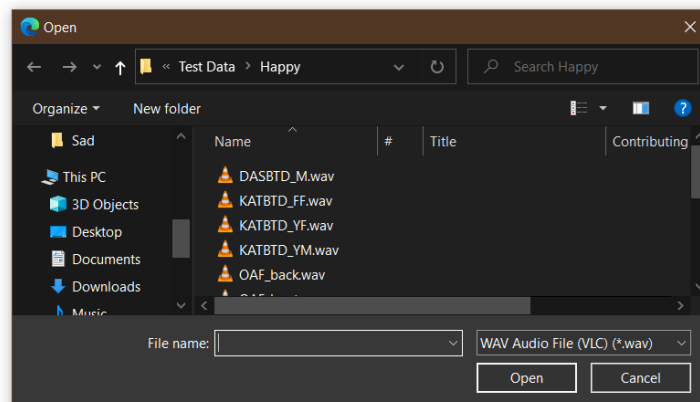 Open
« Test Data > Happy
Search Happy
Organize
New folder
Sad
Name
#
Title
Contributing
This PC
DASBTD_M.wav
3D Objects
KATBTD_FF.wav
Desktop
KATBTD_YF.wav
Documents
KATBTD_YM.wav
Downloads
OAF_back.wav
Music
File name:
WAV Audio File (VLC) (*.wav)
Open
Cancel